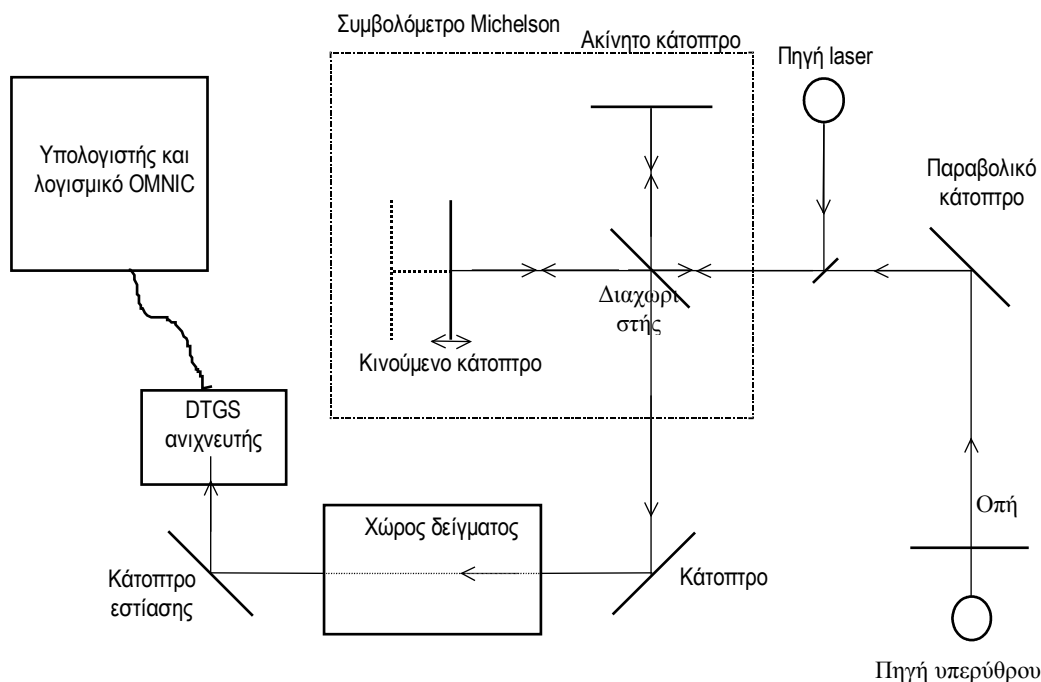 Συμβολόμετρο Michelson
Ακίνητο κάτοπτρο
Πηγή laser
Υπολογιστής και
λογισμικό OMNIC
Παραβολικό
κάτοπτρο
Διαχωρι
στής
Κινούμενο κάτοπτρο
DTGS
ανιχνευτής
Οπή
Χώρος δείγματος
Κάτοπτρο
εστίασης
Κάτοπτρο
Πηγή υπερύθρου